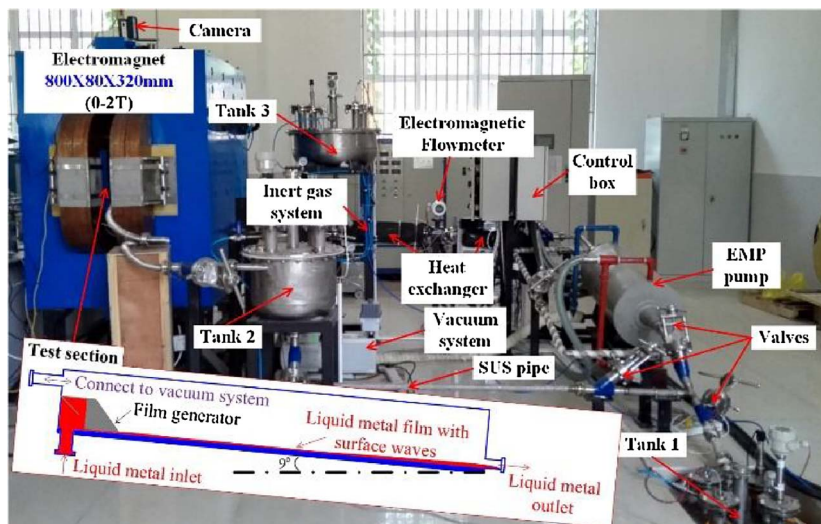 Camera
Electromagnet
800X80X320mm
(0-2T)
Tank 3
Electromagnetic
Flowmeter
Control
box
Inert gas
system
EMP
pump
Heat
exchanger
Tank 2
Vacuum
system
Valves
Test section
SUS pipe
Connect to vacuum system
Film generator
Liquid metal film with
surface waves
Tank 1
9°
Liquid metal inlet
Liquid metal
outlet